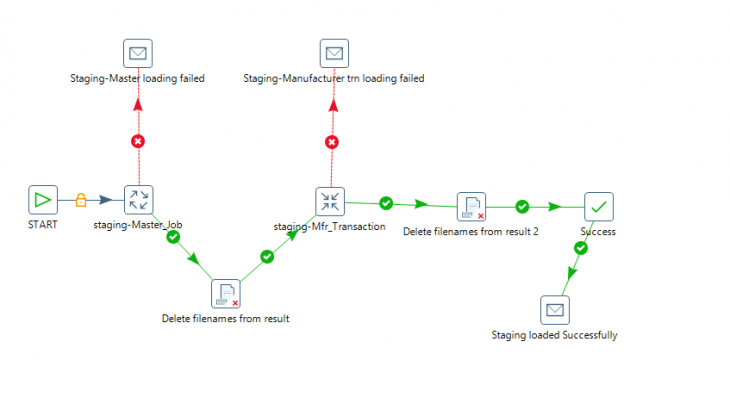 Staging-Master loading failed
Staging-Manufacturer trn loading failed
START
staging-Master_Job
staging-Mfr_Transaction
Delete filenames from result 2
Success
Delete filenames from result
Staging loaded Successfully